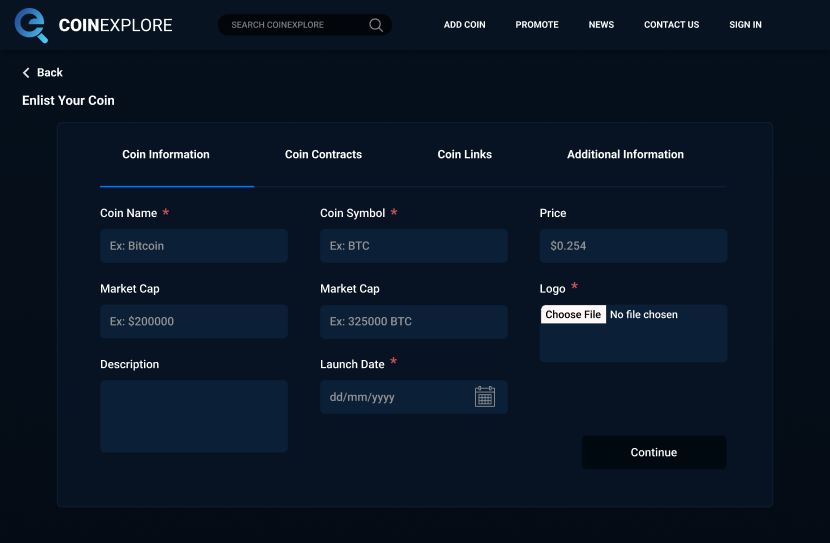 COINEXPLORE SEARCH COINEXPLORE ADD COIN PROMOTE NEWS CONTACT US SIGN IN
Back
Enlist Your Coin
Coin Information Coin Contracts Coin Links Additional Information
Coin Name * Coin Symbol * Price
Ex: Bitcoin Ex: BTC $0.254
Market Cap Market Cap Logo *
Ex: $200000 Ex: 325000 BTC Choose File No file chosen
Description Launch Date *
dd/mm/yyyy
Continue